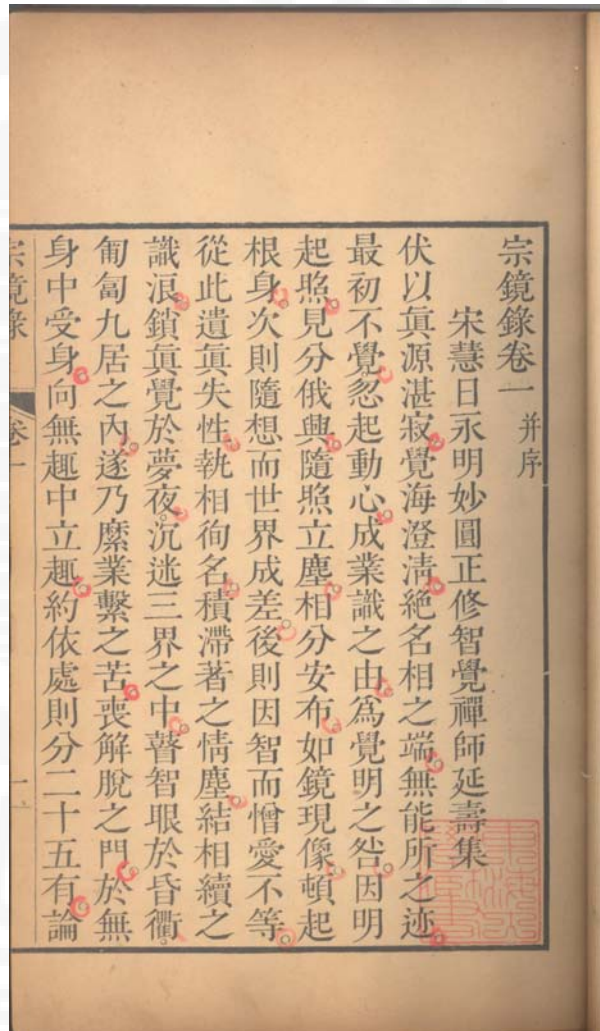 宗鏡錄卷一 并序
宋慧日永明妙圓正修智覺禪師延壽集
伏以眞源湛寂覺海澄清絶名相之端無能所之迹
最初不覺忽起動心成業識之由爲覺明之咎因明
起照見分俄興隨照立塵相分安布如鏡現像頓起
根身次則隨想而世界成差後則因智而憎愛不等
從此遺眞失性執相徇名積滯著之情塵結相續之
識浪鎖眞覺於夢夜沉迷三界之中瞽智眼於昏衢
匍匐九居之內遂乃縻業繫之苦喪解脫之門於無
身中受身向無趣中立趣約依處則分二十五有論
宗鏡錄 卷一 一